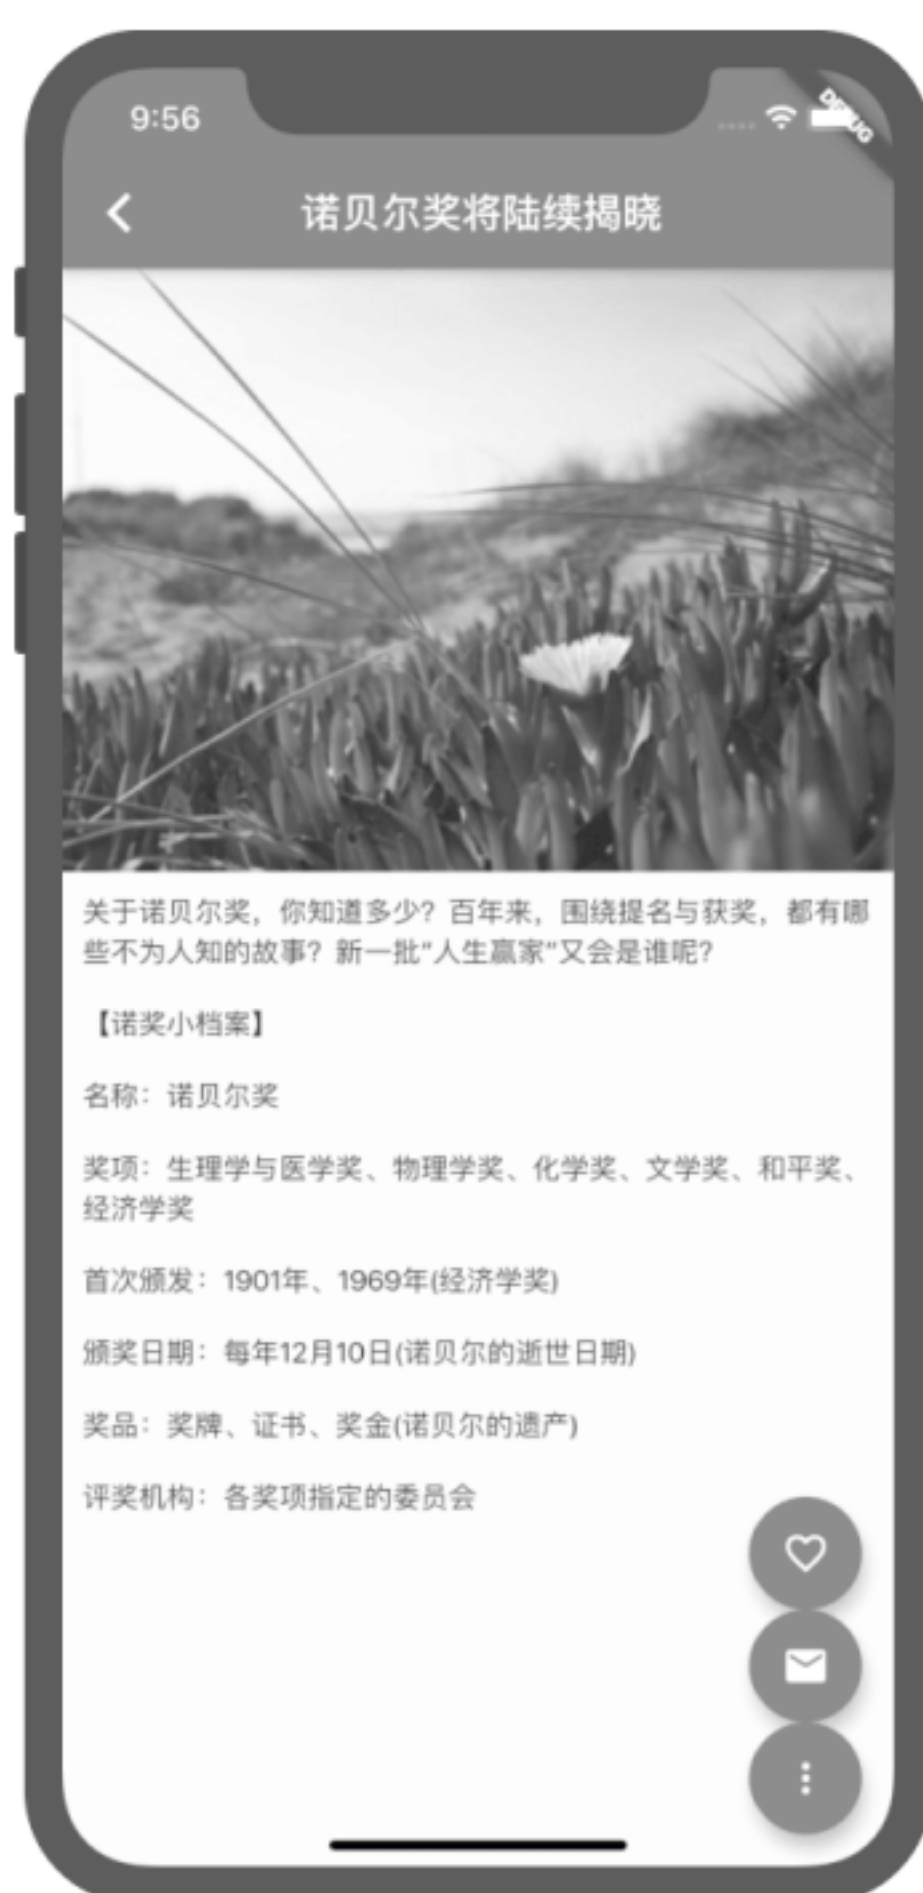 9:56
DEBUG
诺贝尔奖将陆续揭晓
关于诺贝尔奖，你知道多少？百年来，围绕提名与获奖，都有哪
些不为人知的故事？新一批“人生赢家”又会是谁呢？
【诺奖小档案】
名称：诺贝尔奖
奖项：生理学与医学奖、物理学奖、化学奖、文学奖、和平奖、
经济学奖
首次颁发：1901年、1969年(经济学奖)
颁奖日期：每年12月10日(诺贝尔的逝世日期)
奖品：奖牌、证书、奖金(诺贝尔的遗产)
评奖机构：各奖项指定的委员会